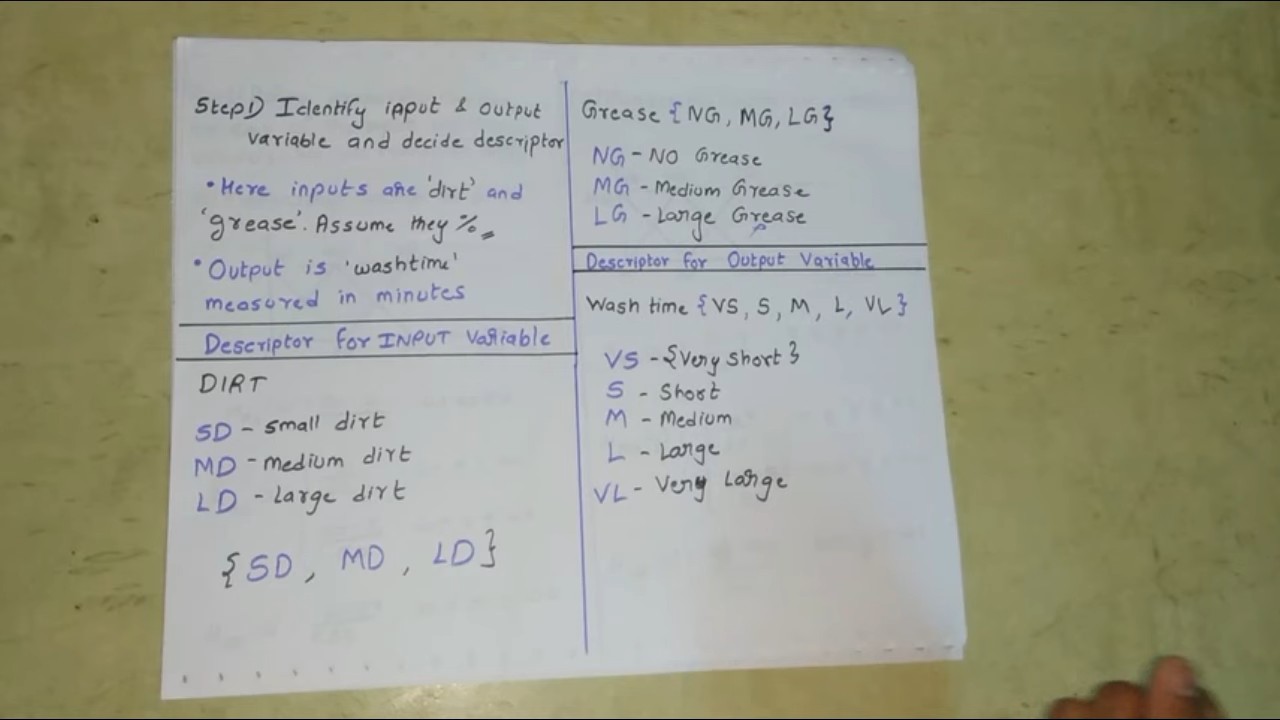 Step1) Identify input & output
variable and decide descriptor
• Here inputs are 'dirt' and
'grease'. Assume they %
• Output is 'washtime'
measured in minutes
Descriptor for INPUT Variable
DIRT
SD - small dirt
MD - medium dirt
LD - large dirt
{SD, MD, LD}
Grease {NG, MG, LG}
NG - NO Grease
MG - Medium Grease
LG - Large Grease
Descriptor for Output Variable
Wash time {VS, S, M, L, VL}
VS - {Very Short}
S - Short
M - Medium
L - Large
VL - Very Large